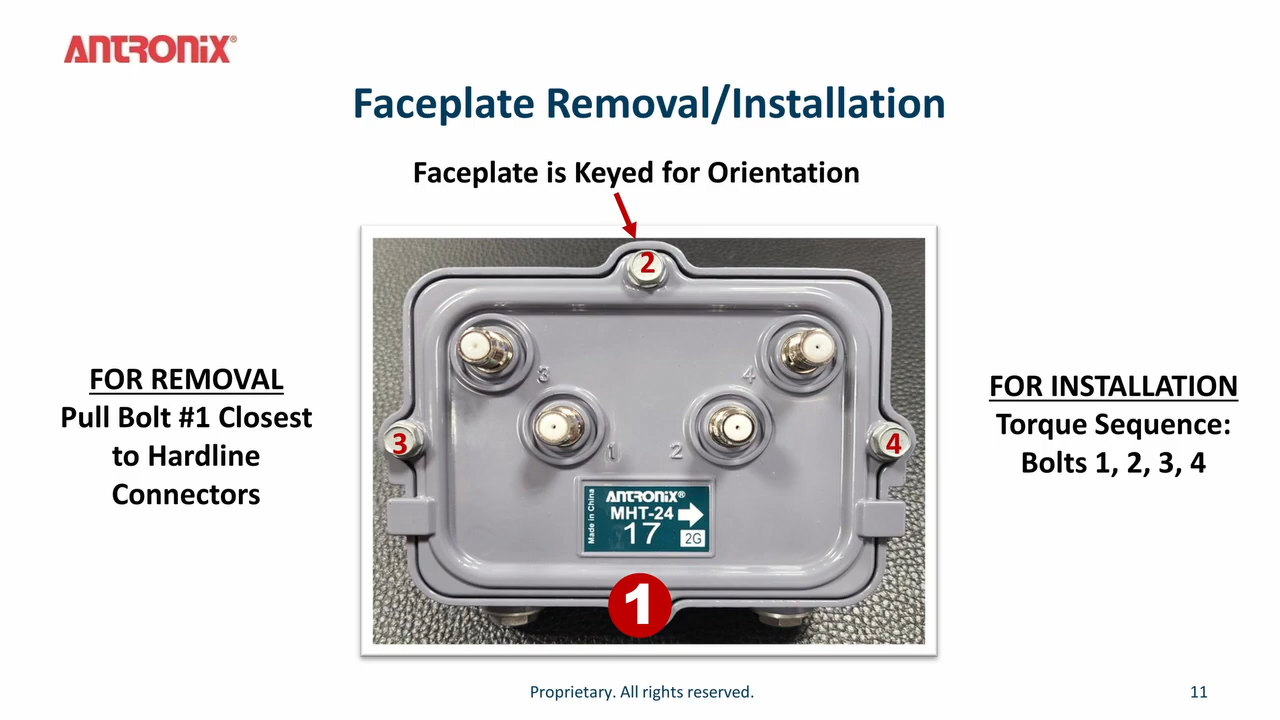 ANTRONIX®
Faceplate Removal/Installation
Faceplate is Keyed for Orientation
2
FOR REMOVAL
Pull Bolt #1 Closest
to Hardline
Connectors
3
4
3
4
1
2
FOR INSTALLATION
Torque Sequence:
Bolts 1, 2, 3, 4
Made in China
ANTRONIX®
MHT-24
17
2G
1
Proprietary. All rights reserved.
11